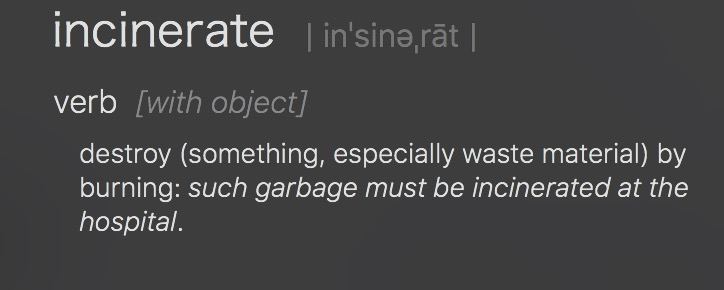 incinerate | inˈsinəˌrāt |
verb [with object]
destroy (something, especially waste material) by
burning: such garbage must be incinerated at the
hospital.